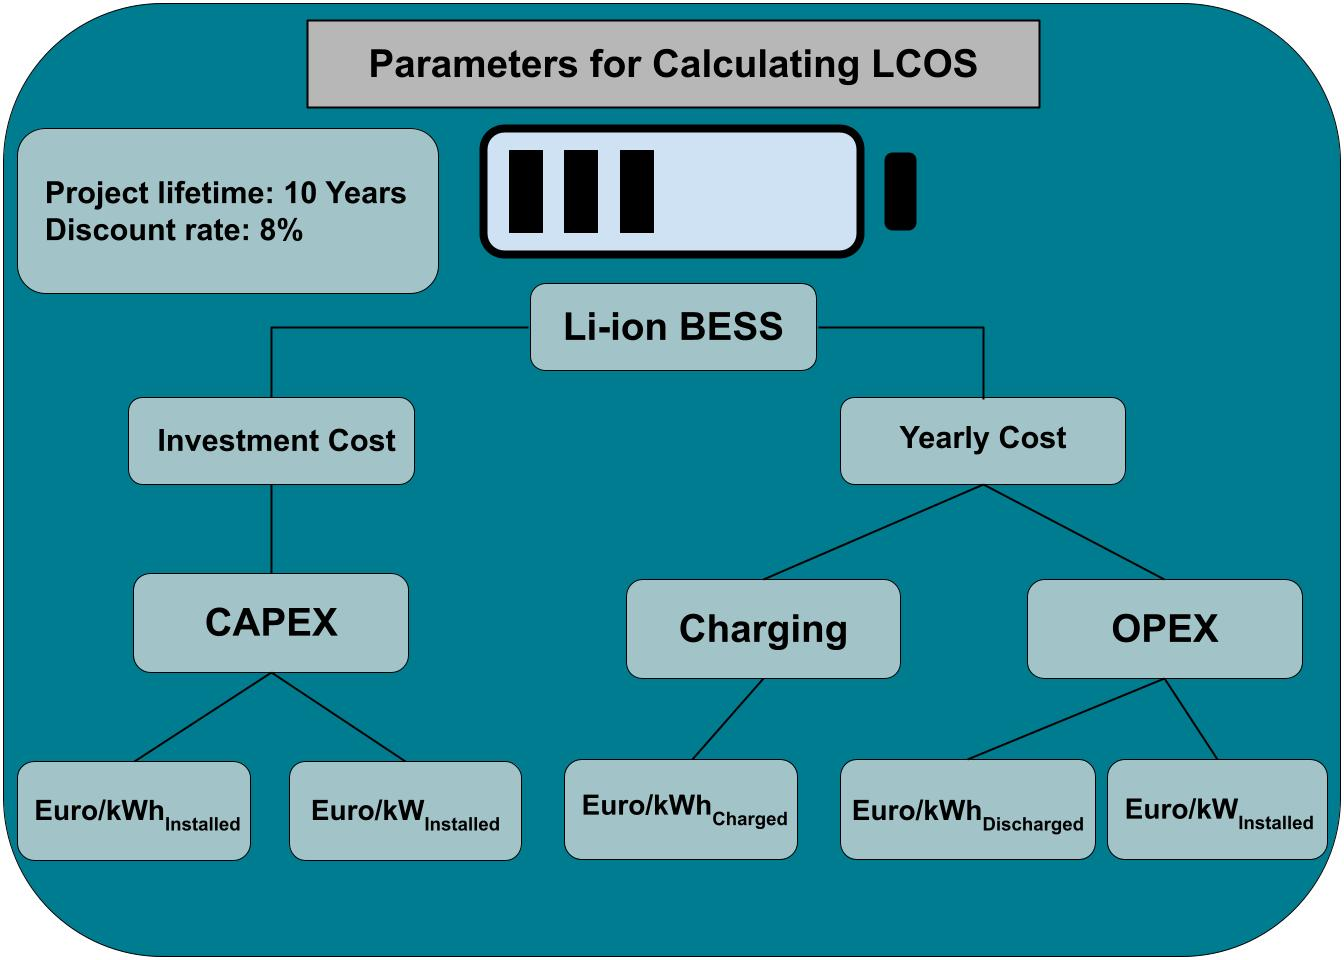 Parameters for Calculating LCOS
Project lifetime: 10 Years
Discount rate: 8%
Li-ion BESS
Investment Cost
Yearly Cost
CAPEX
Charging
OPEX
Euro/kWhInstalled
Euro/kWInstalled
Euro/kWhCharged
Euro/kWhDischarged
Euro/kWInstalled